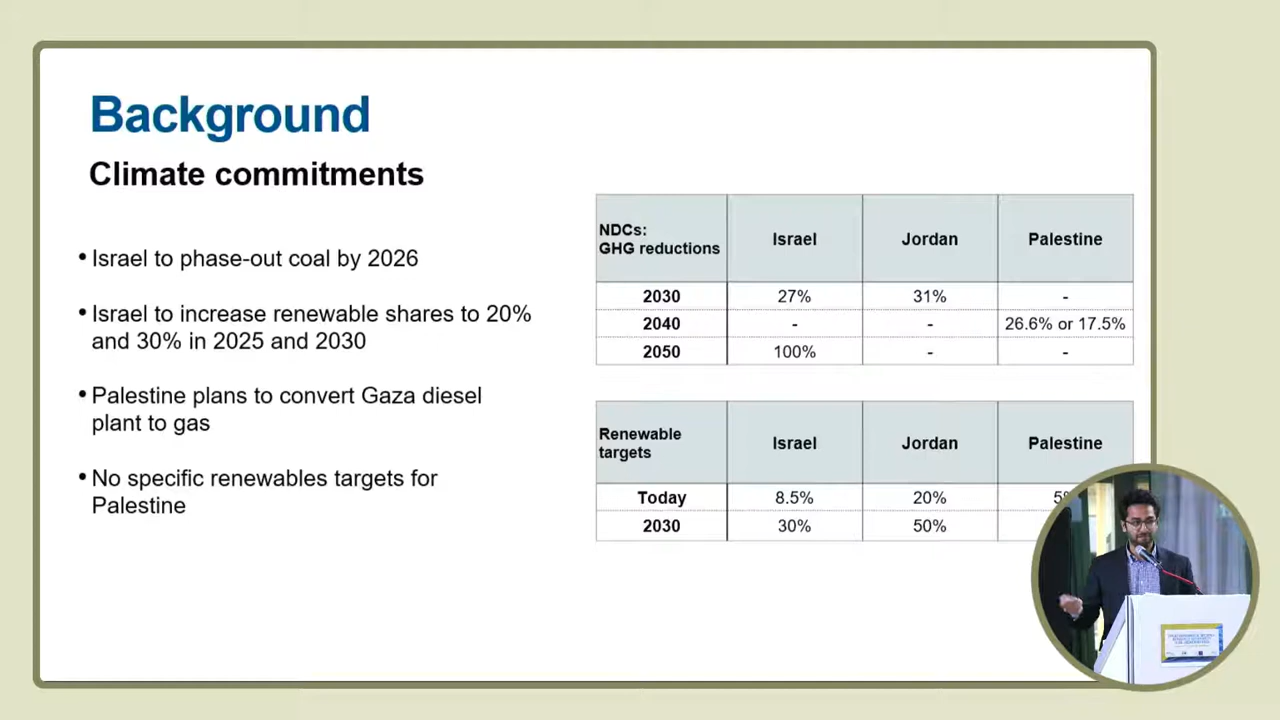 Background
Climate commitments
• Israel to phase-out coal by 2026
• Israel to increase renewable shares to 20%
and 30% in 2025 and 2030
• Palestine plans to convert Gaza diesel
plant to gas
• No specific renewables targets for
Palestine
NDCs:
GHG reductions Israel Jordan Palestine
2030 27% 31% -
2040 - - 26.6% or 17.5%
2050 100% - -
Renewable
targets Israel Jordan Palestine
Today 8.5% 20%
2030 30% 50%